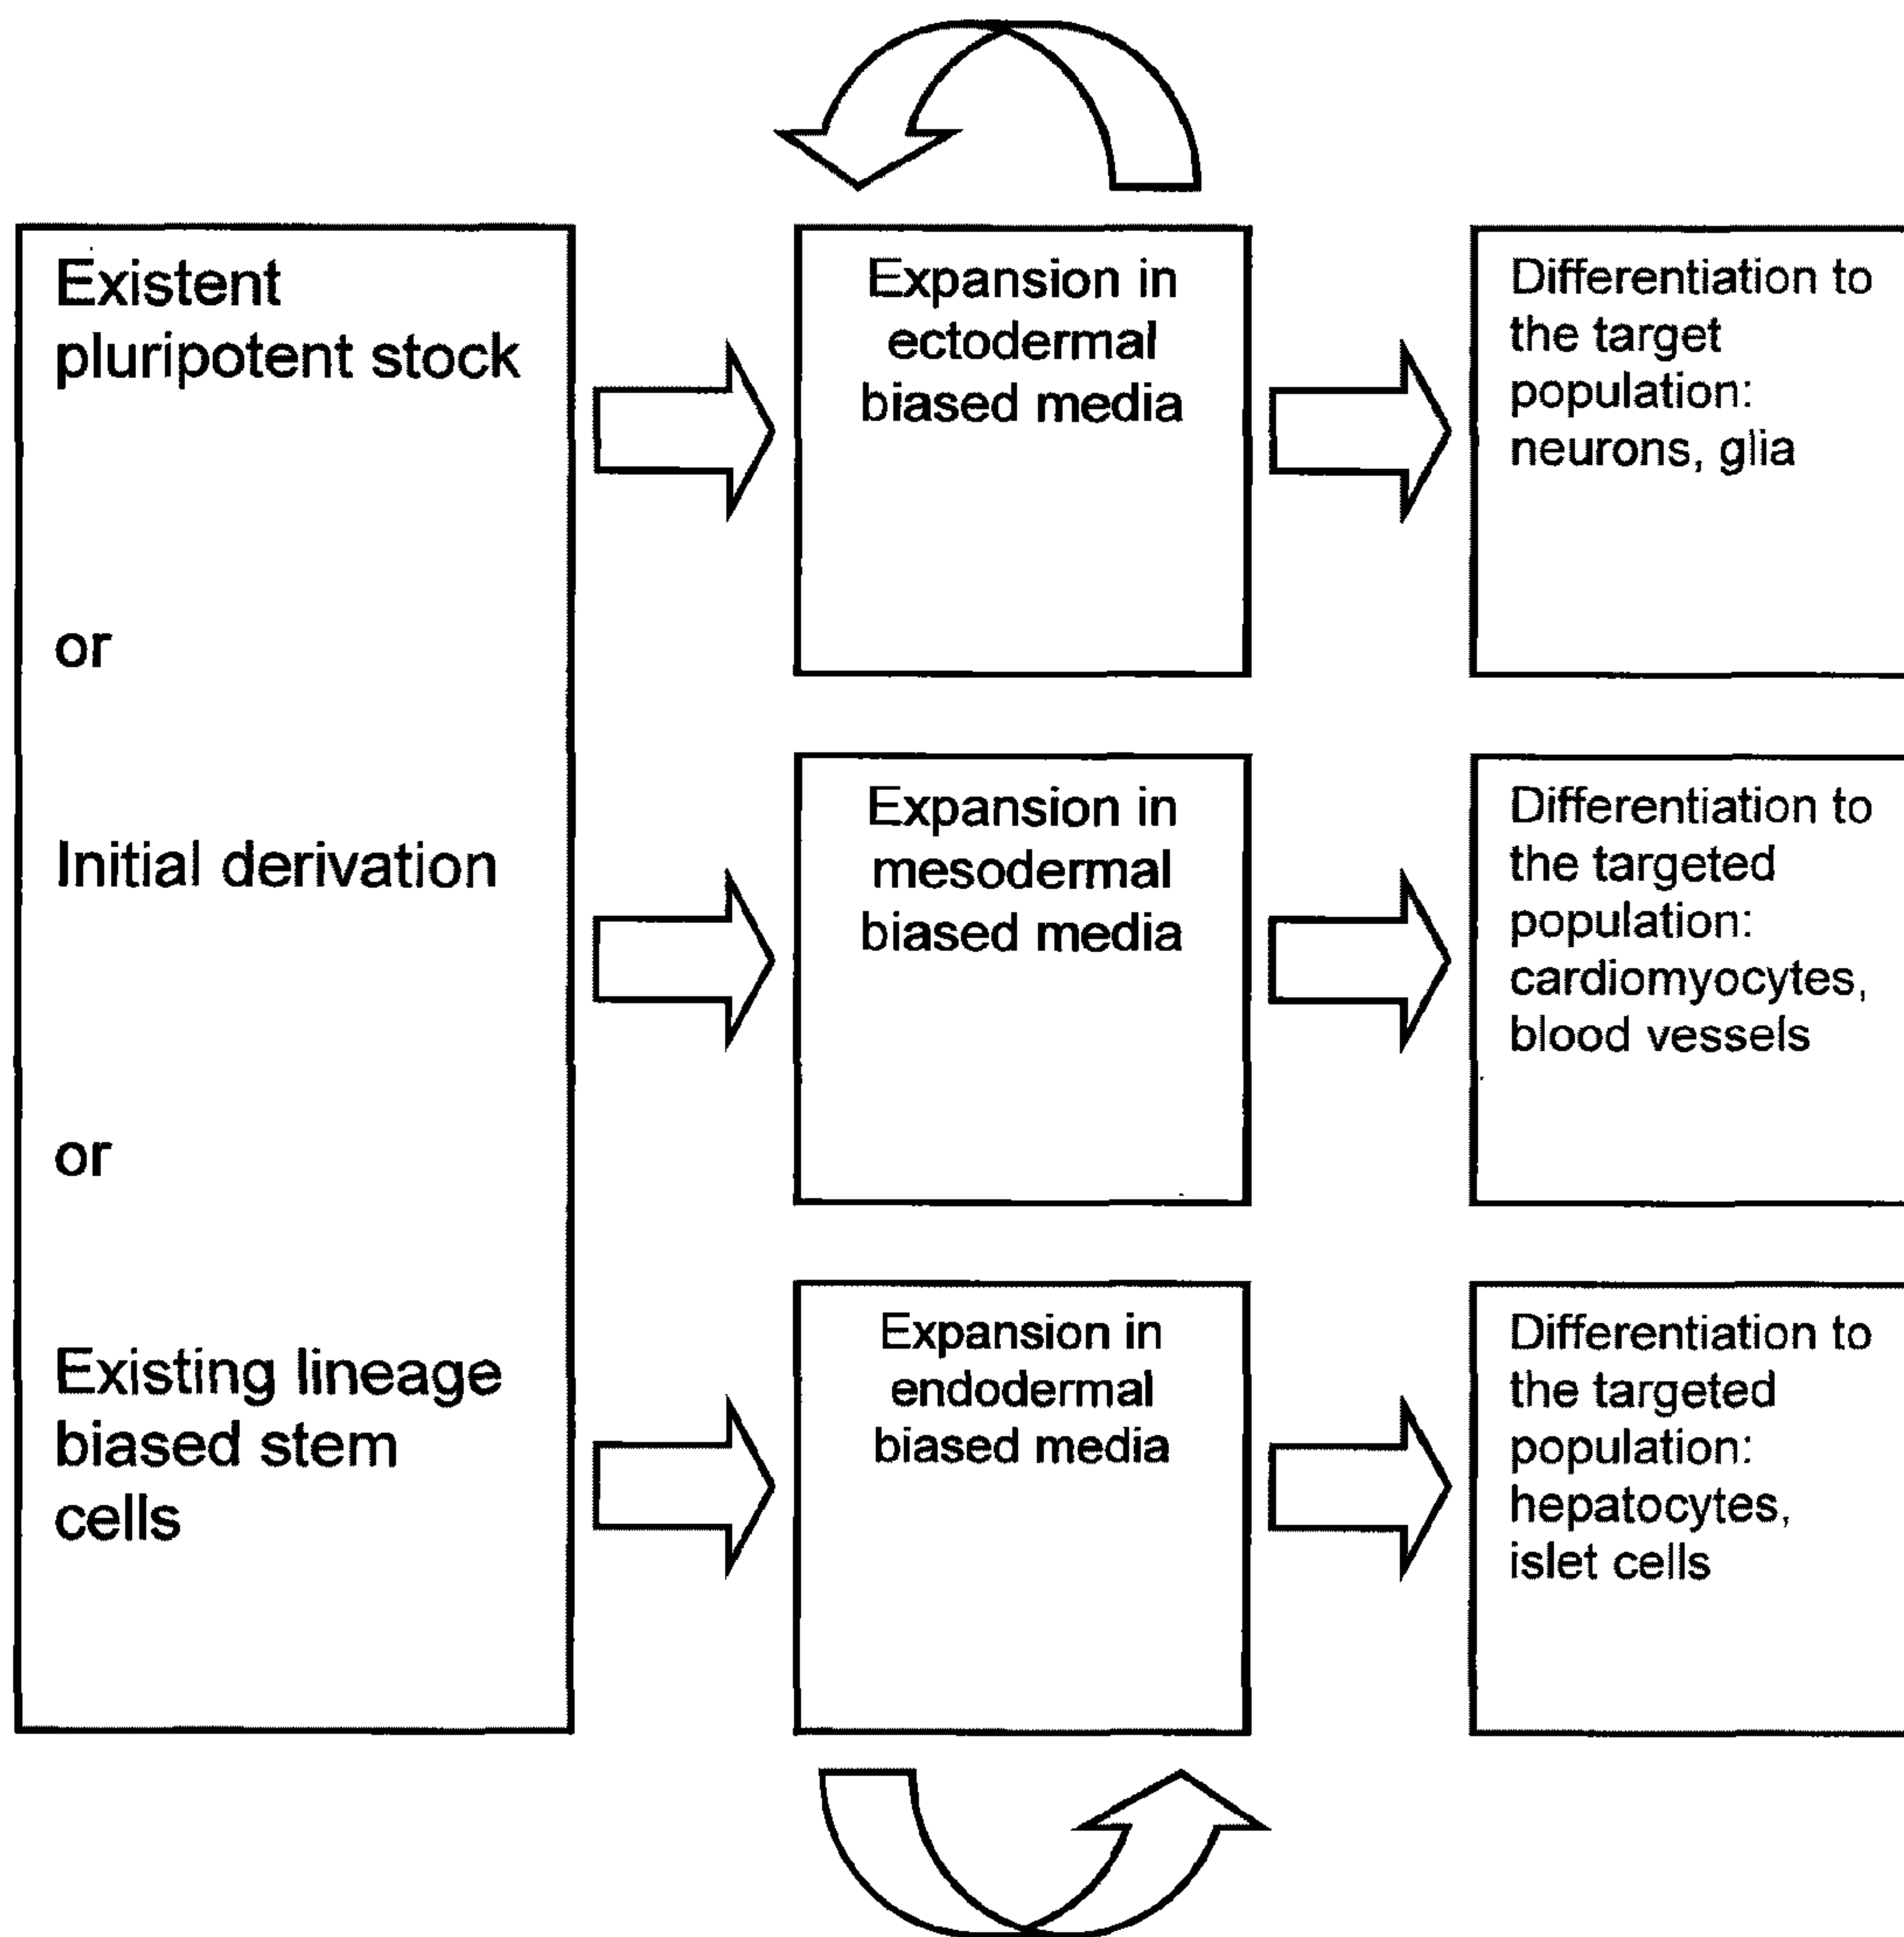 Existent
pluripotent stock
or
Initial derivation
or
Existing lineage
biased stem
cells
Expansion in
ectodermal
biased media
Differentiation to
the target
population:
neurons, glia
Expansion in
mesodermal
biased media
Differentiation to
the targeted
population:
cardiomyocytes,
blood vessels
Expansion in
endodermal
biased media
Differentiation to
the targeted
population:
hepatocytes,
islet cells